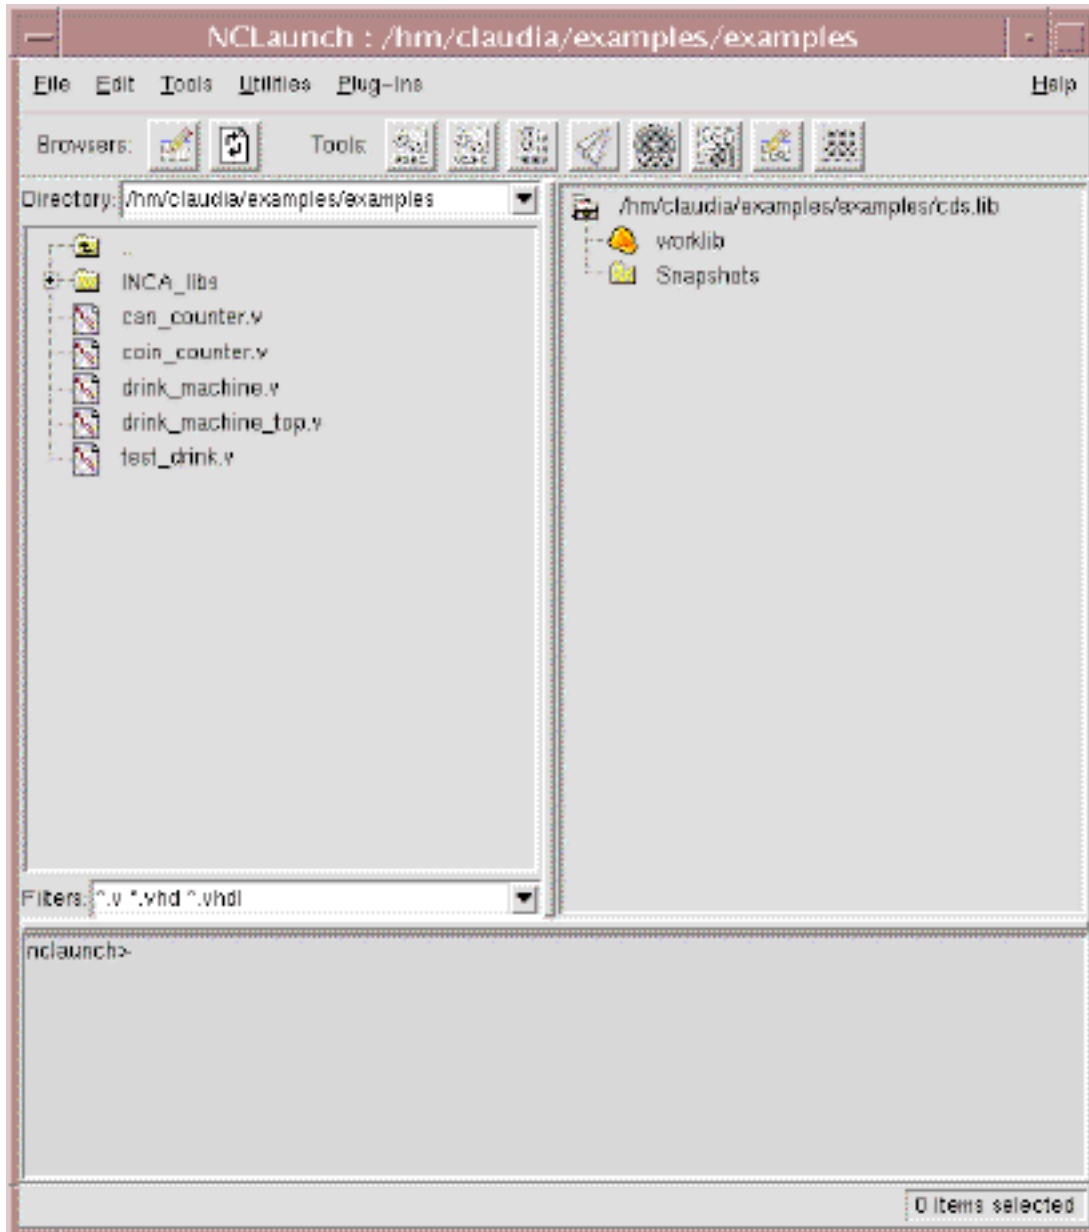 NCLaunch : /hm/claudia/examples/examples
File Edit Tools Utilities Plug-Ins Help
Browsers: Tools:
Directory: /hm/claudia/examples/examples
..
INCA_libs
can_counter.v
coin_counter.v
drink_machine.v
drink_machine_top.v
test_drink.v
/hm/claudia/examples/examples/cds.lib
worklib
Snapshots
Filters: *.v *.vhd *.vhdl
nclaunch>
0 items selected